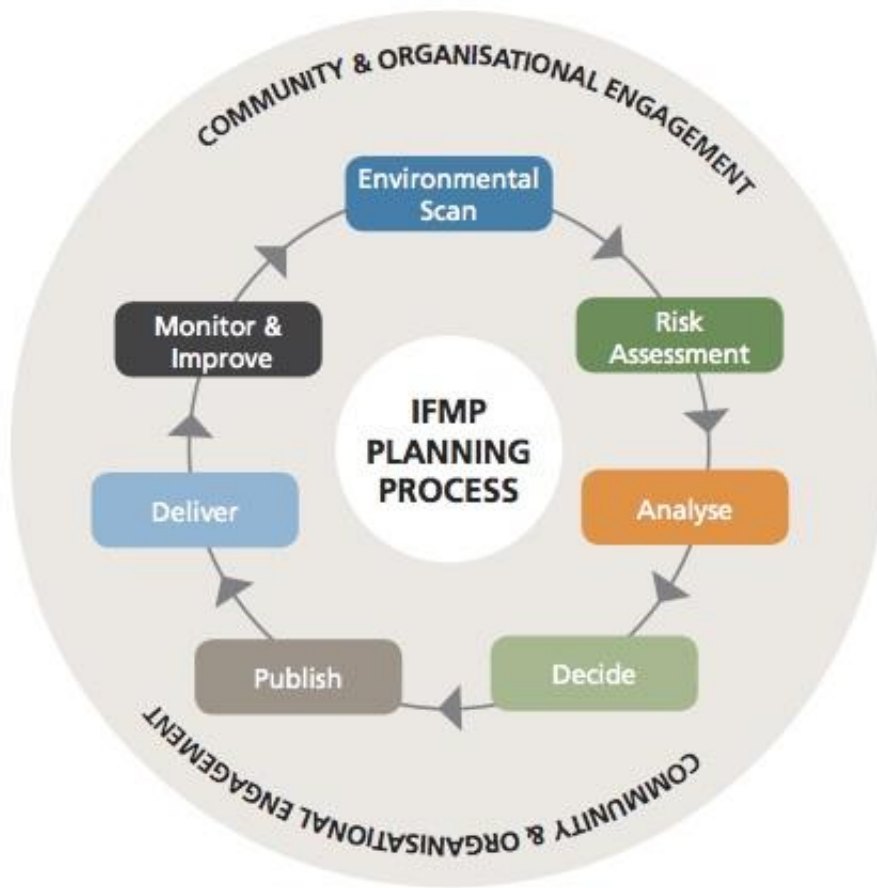 COMMUNITY & ORGANISATIONAL ENGAGEMENT
Environmental
Scan
Monitor &
Improve
Risk
Assessment
IFMP
PLANNING
PROCESS
Deliver
Analyse
Publish
Decide
COMMUNITY & ORGANISATIONAL ENGAGEMENT